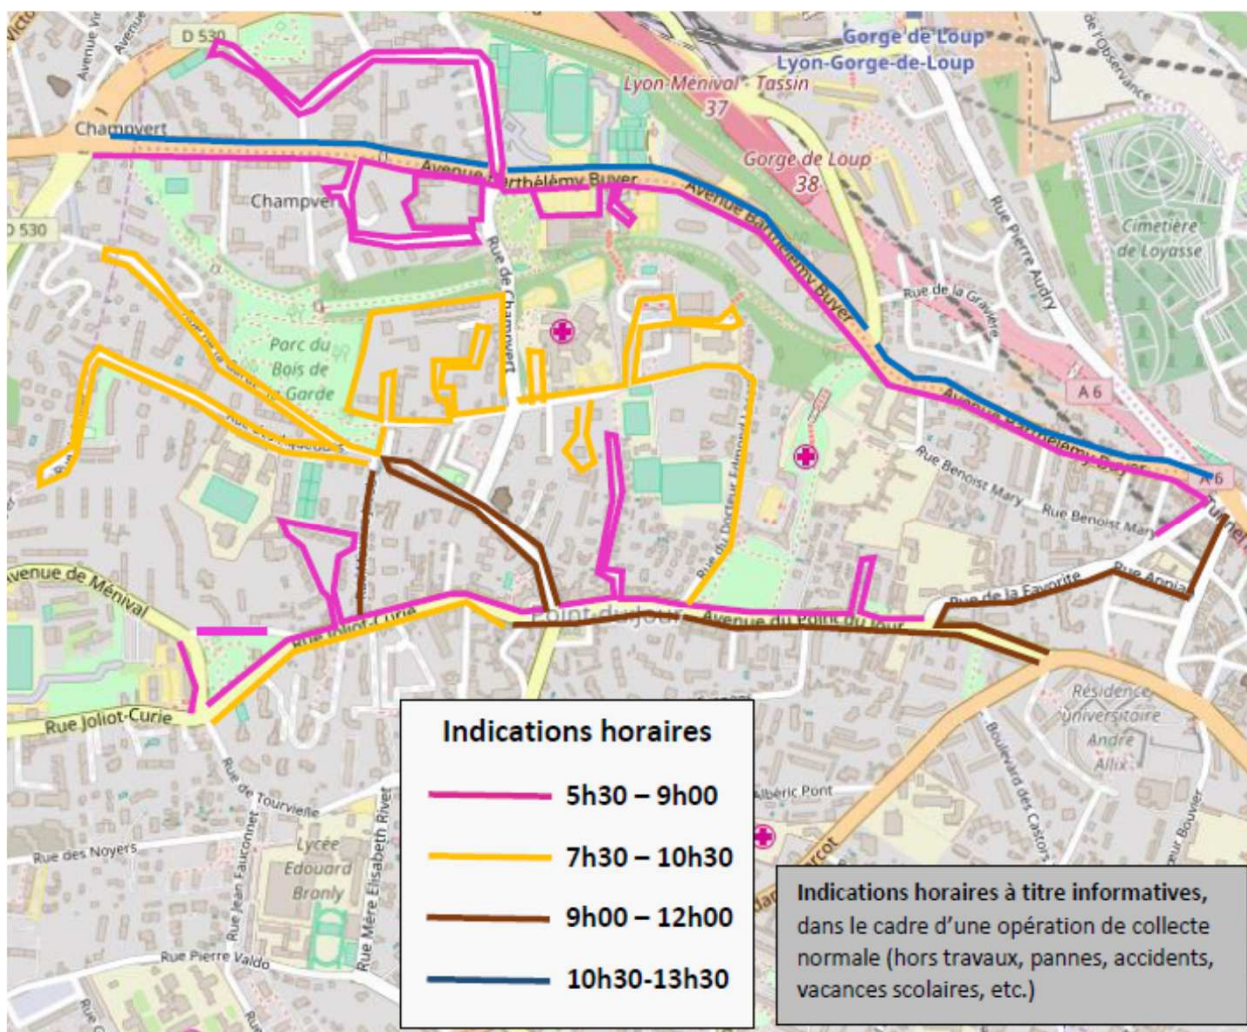 D 530
Gorge de Loup
Lyon-Gorge-de-Loup
Lyon-Ménival - Tassin
37
Champvert
Gorge de Loup
38
Avenue Barthélémy Buyer
Avenue Barthélémy Buyer
Champvert
D 530
Cimetière
de Loyasse
Rue Pierre Audry
Rue de la Gravière
Rue de Champvert
Parc du
Bois de
la Garde
A 6
Avenue Barthélémy Buyer
Rue des Aqueducs
Rue Benoist Mary
Rue Benoist Mary
A 6
Rue du Docteur Edmond
Avenue de Ménival
Rue de la Favorite
Rue Joliot-Curie
Point-du-Jour
Avenue du Point du Jour
Rue Joliot-Curie
Résidence
universitaire
André
Allix
Rue de Tourvielle
Boulevard des Castors
Albéric Pont
Rue des Noyers
Rue Jean Fauconnet
Lycée
Edouard
Branly
Rue Mère Elisabeth Rivet
Rue Pierre Valdo
Indications horaires
5h30 – 9h00
7h30 – 10h30
9h00 – 12h00
10h30-13h30
Indications horaires à titre informatives,
dans le cadre d'une opération de collecte
normale (hors travaux, pannes, accidents,
vacances scolaires, etc.)